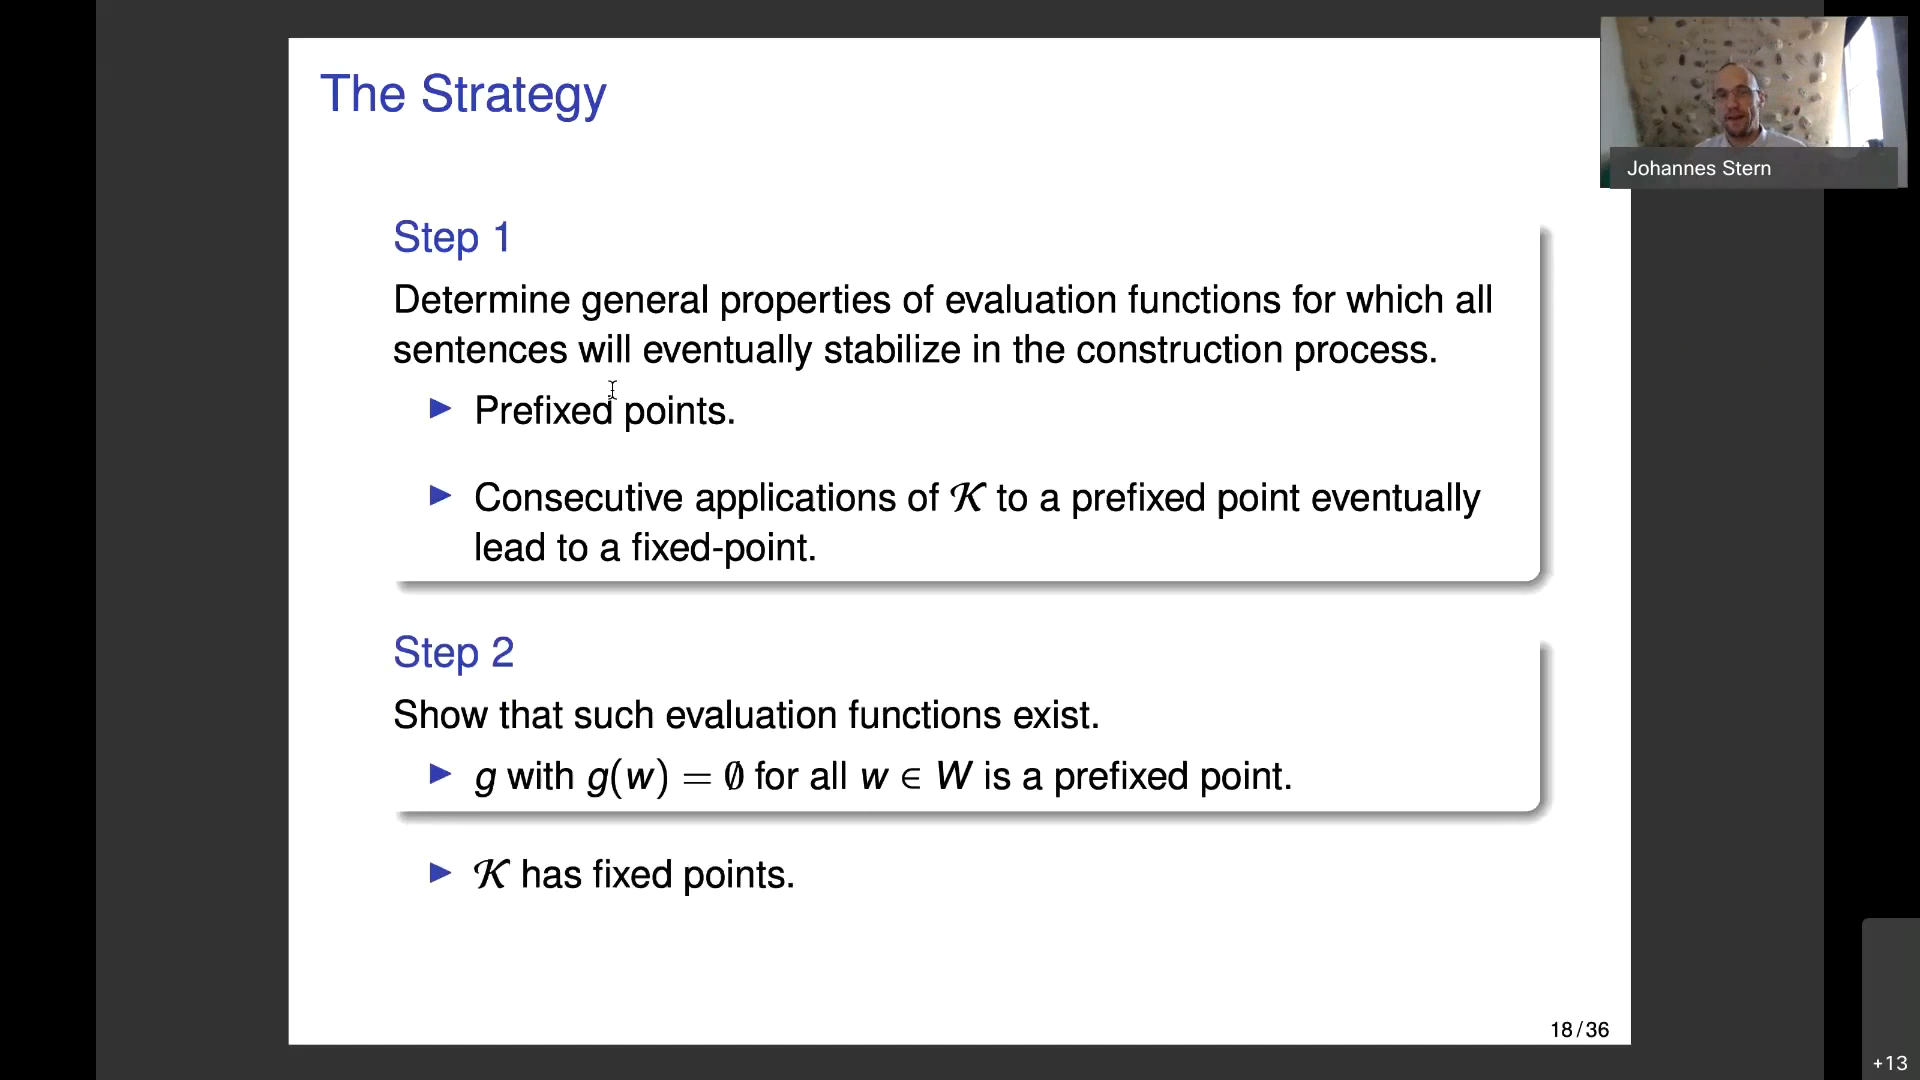 The Strategy
Johannes Stern
Step 1
Determine general properties of evaluation functions for which all
sentences will eventually stabilize in the construction process.
▶ Prefixed points.
▶ Consecutive applications of 𝒦 to a prefixed point eventually
lead to a fixed-point.
Step 2
Show that such evaluation functions exist.
▶ g with g(w) = ∅ for all w ∈ W is a prefixed point.
▶ 𝒦 has fixed points.
18/36
+13